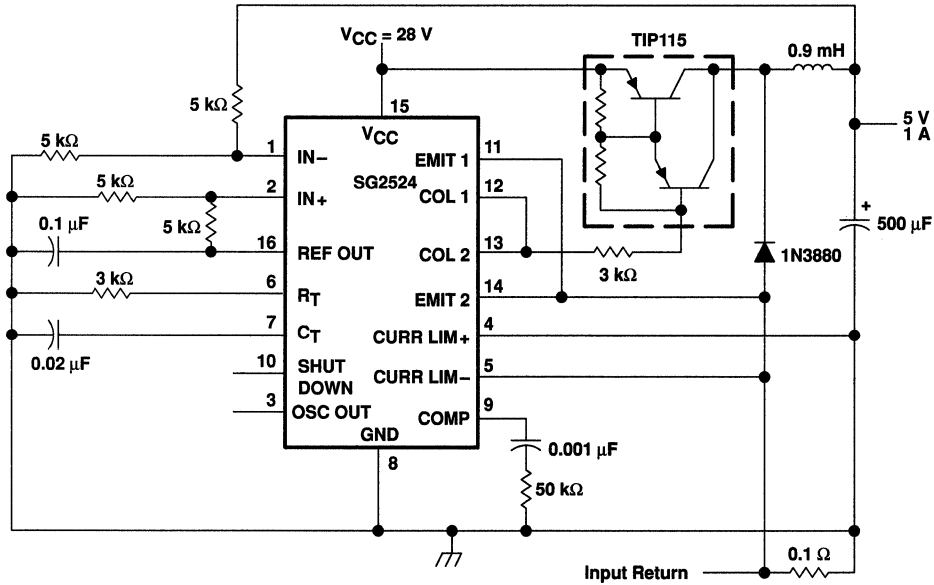 V_CC = 28 V
TIP115
0.9 mH
5 kΩ
15
5 V
1 A
5 kΩ
1
V_CC
IN−
EMIT 1
11
SG2524
5 kΩ
2
IN+
COL 1
12
0.1 μF
5 kΩ
+
500 μF
16
REF OUT
COL 2
13
3 kΩ
1N3880
3 kΩ
6
R_T
EMIT 2
14
7
C_T
CURR LIM+
4
0.02 μF
10
SHUT
DOWN
CURR LIM−
5
3
OSC OUT
COMP
9
GND
8
0.001 μF
50 kΩ
0.1 Ω
Input Return